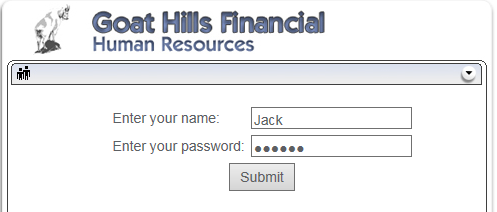 Goat Hills Financial
Human Resources
Enter your name: Jack
Enter your password: ●●●●●●
Submit